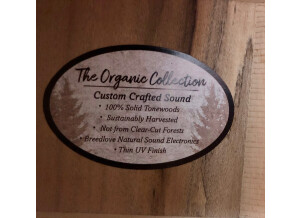 The Organic Collection
Custom Crafted Sound
• 100% Solid Tonewoods
• Sustainably Harvested
• Not from Clear-Cut Forests
• Breedlove Natural Sound Electronics
• Thin UV Finish